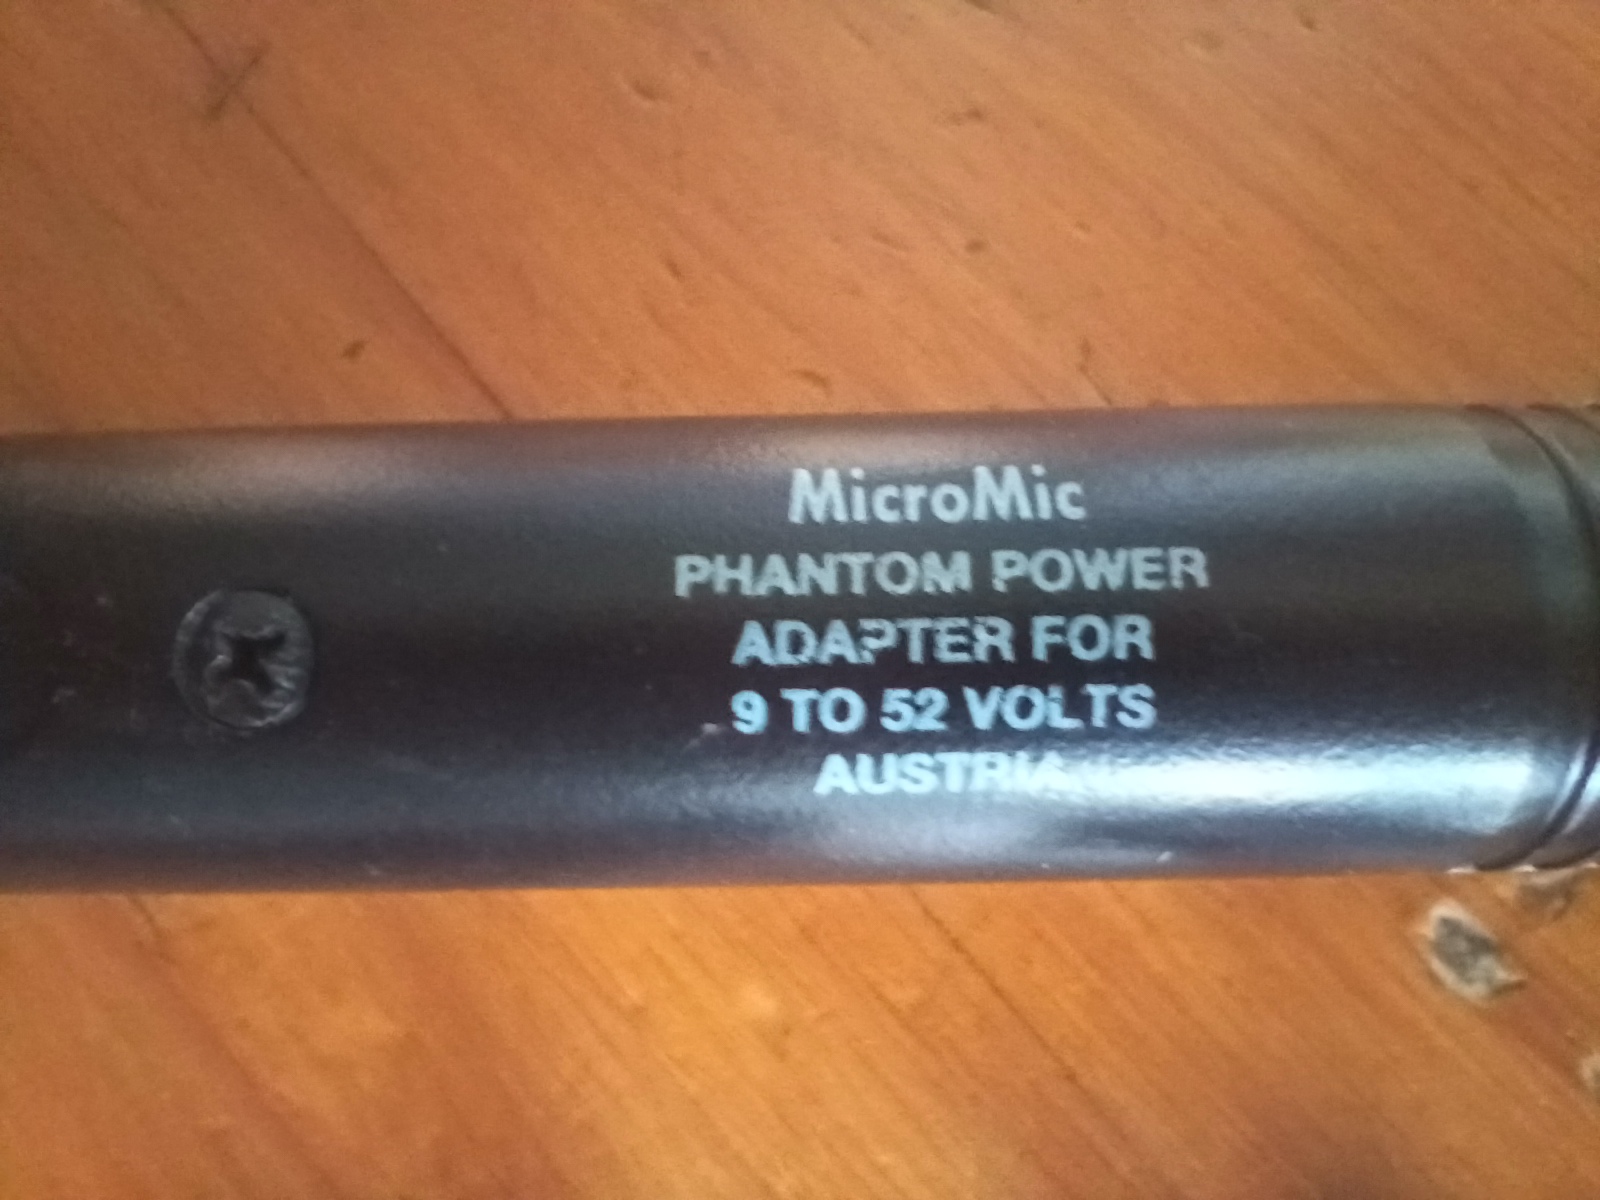 MicroMic
PHANTOM POWER
ADAPTER FOR
9 TO 52 VOLTS
AUSTRIA